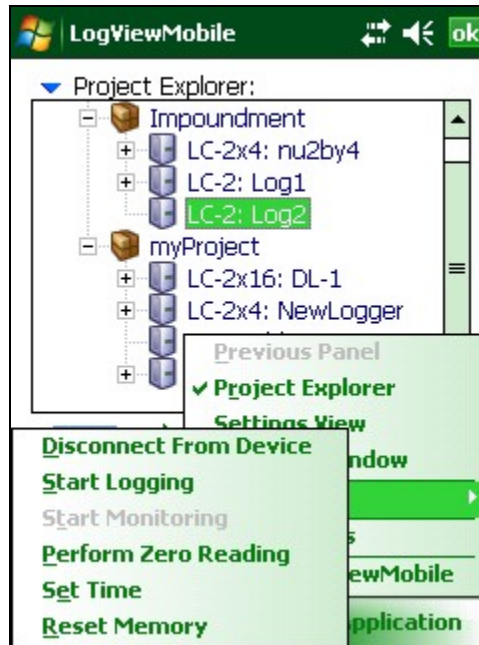 LogViewMobile
ok
Project Explorer:
Impoundment
LC-2x4: nu2by4
LC-2: Log1
LC-2: Log2
myProject
LC-2x16: DL-1
LC-2x4: NewLogger
Previous Panel
Project Explorer
Settings View
ndow
s
ewMobile
pplication
Disconnect From Device
Start Logging
Start Monitoring
Perform Zero Reading
Set Time
Reset Memory